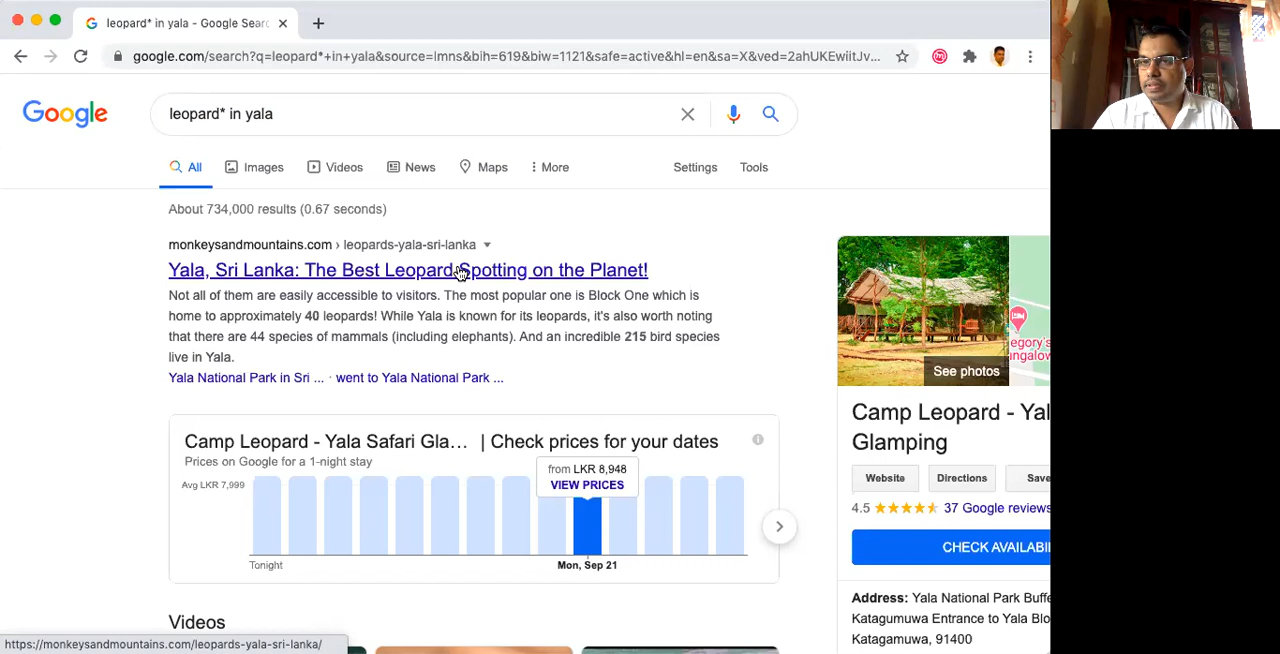 leopard* in yala - Google Sear
google.com/search?q=leopard*+in+yala&source=lmns&bih=619&biw=1121&safe=active&hl=en&sa=X&ved=2ahUKEwiitJv...
Google
leopard* in yala
All Images Videos News Maps More Settings Tools
About 734,000 results (0.67 seconds)
monkeysandmountains.com › leopards-yala-sri-lanka
Yala, Sri Lanka: The Best Leopard Spotting on the Planet!
Not all of them are easily accessible to visitors. The most popular one is Block One which is
home to approximately 40 leopards! While Yala is known for its leopards, it's also worth noting
that there are 44 species of mammals (including elephants). And an incredible 215 bird species
live in Yala.
Yala National Park in Sri ... · went to Yala National Park ...
Camp Leopard - Yala Safari Gla... | Check prices for your dates
Prices on Google for a 1-night stay
from LKR 8,948
VIEW PRICES
Avg LKR 7,999
Tonight
Mon, Sep 21
Videos
https://monkeysandmountains.com/leopards-yala-sri-lanka/
egory's
ungalow
See photos
Camp Leopard - Yal
Glamping
Website Directions Save
4.5 37 Google reviews
CHECK AVAILABI
Address: Yala National Park Buffe
Katagumuwa Entrance to Yala Blo
Katagamuwa, 91400